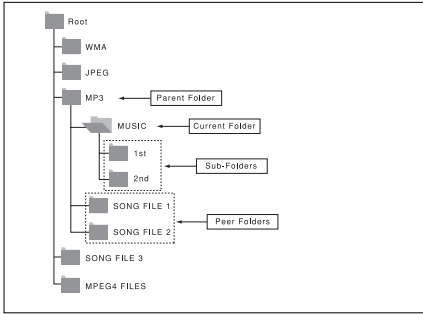 Root
WMA
JPEG
MP3
Parent Folder
MUSIC
Current Folder
1st
Sub-Folders
2nd
SONG FILE 1
Peer Folders
SONG FILE 2
SONG FILE 3
MPEG4 FILES